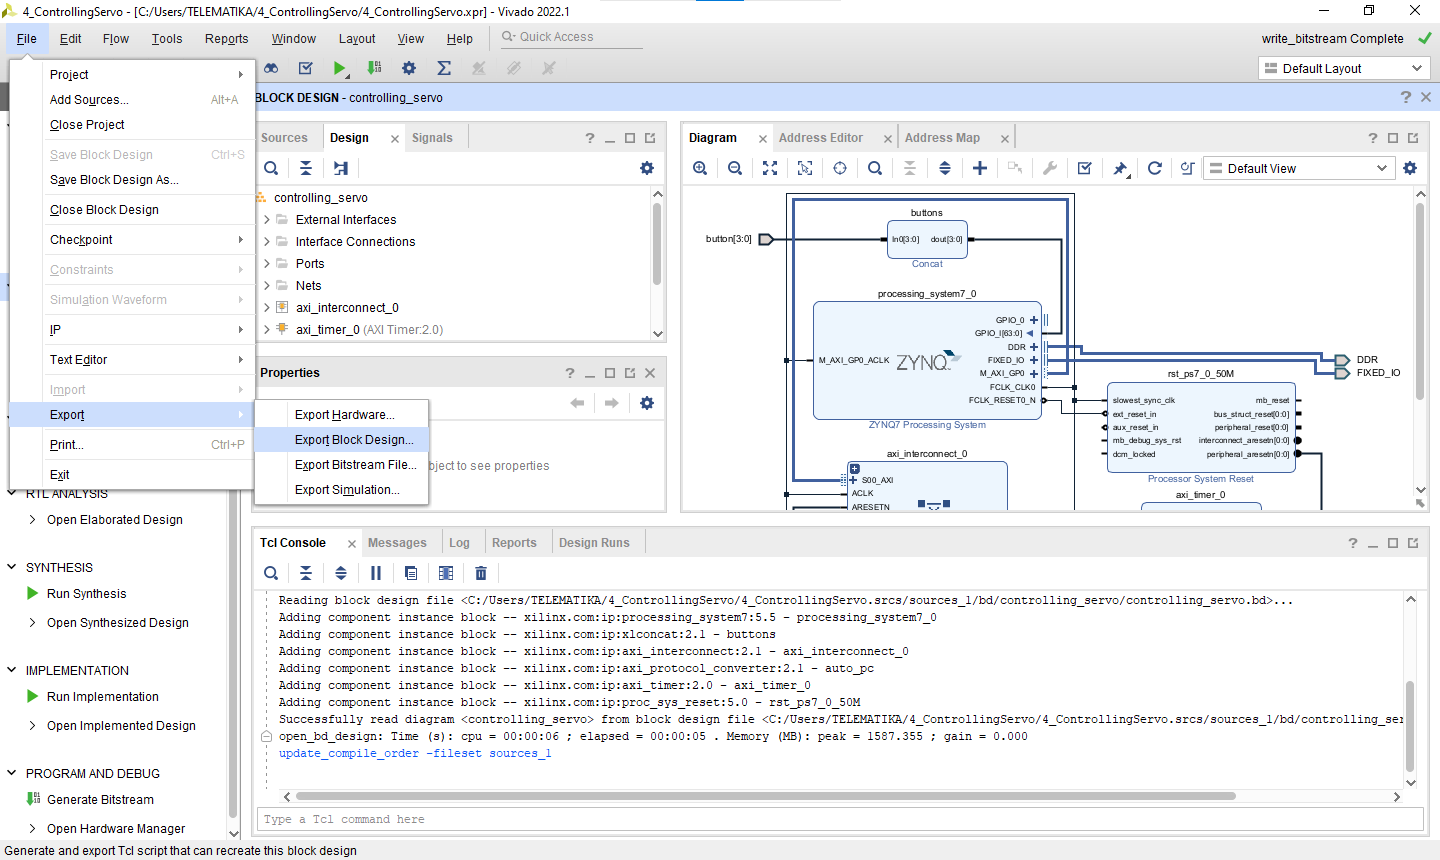 4_ControllingServo - [C:/Users/TELEMATIKA/4_ControllingServo/4_ControllingServo.xpr] - Vivado 2022.1
File Edit Flow Tools Reports Window Layout View Help Quick Access
write_bitstream Complete
Default Layout
Project
Add Sources... Alt+A
Close Project
Save Block Design Ctrl+S
Save Block Design As...
Close Block Design
Checkpoint
Constraints
Simulation Waveform
IP
Text Editor
Import
Export
Print... Ctrl+P
Exit
Export Hardware...
Export Block Design...
Export Bitstream File...
Export Simulation...
RTL ANALYSIS
Open Elaborated Design
SYNTHESIS
Run Synthesis
Open Synthesized Design
IMPLEMENTATION
Run Implementation
Open Implemented Design
PROGRAM AND DEBUG
Generate Bitstream
Open Hardware Manager
BLOCK DESIGN - controlling_servo
Sources Design Signals
controlling_servo
External Interfaces
Interface Connections
Ports
Nets
axi_interconnect_0
axi_timer_0 (AXI Timer:2.0)
Properties
bject to see properties
Diagram Address Editor Address Map
Default View
buttons
button[3:0]
In0[3:0] dout[3:0]
Concat
processing_system7_0
GPIO_0
GPIO_I[63:0]
DDR
M_AXI_GP0_ACLK ZYNQ FIXED_IO
M_AXI_GP0
FCLK_CLK0
FCLK_RESET0_N
ZYNQ7 Processing System
DDR
FIXED_IO
rst_ps7_0_50M
slowest_sync_clk mb_reset
ext_reset_in bus_struct_reset[0:0]
aux_reset_in peripheral_reset[0:0]
mb_debug_sys_rst interconnect_aresetn[0:0]
dcm_locked peripheral_aresetn[0:0]
Processor System Reset
axi_interconnect_0
S00_AXI
ACLK
ARESETN
axi_timer_0
Tcl Console Messages Log Reports Design Runs
Reading block design file <C:/Users/TELEMATIKA/4_ControllingServo/4_ControllingServo.srcs/sources_1/bd/controlling_servo/controlling_servo.bd>...
Adding component instance block -- xilinx.com:ip:processing_system7:5.5 - processing_system7_0
Adding component instance block -- xilinx.com:ip:xlconcat:2.1 - buttons
Adding component instance block -- xilinx.com:ip:axi_interconnect:2.1 - axi_interconnect_0
Adding component instance block -- xilinx.com:ip:axi_protocol_converter:2.1 - auto_pc
Adding component instance block -- xilinx.com:ip:axi_timer:2.0 - axi_timer_0
Adding component instance block -- xilinx.com:ip:proc_sys_reset:5.0 - rst_ps7_0_50M
Successfully read diagram <controlling_servo> from block design file <C:/Users/TELEMATIKA/4_ControllingServo/4_ControllingServo.srcs/sources_1/bd/controlling_se
open_bd_design: Time (s): cpu = 00:00:06 ; elapsed = 00:00:05 . Memory (MB): peak = 1587.355 ; gain = 0.000
update_compile_order -fileset sources_1
Type a Tcl command here
Generate and export Tcl script that can recreate this block design